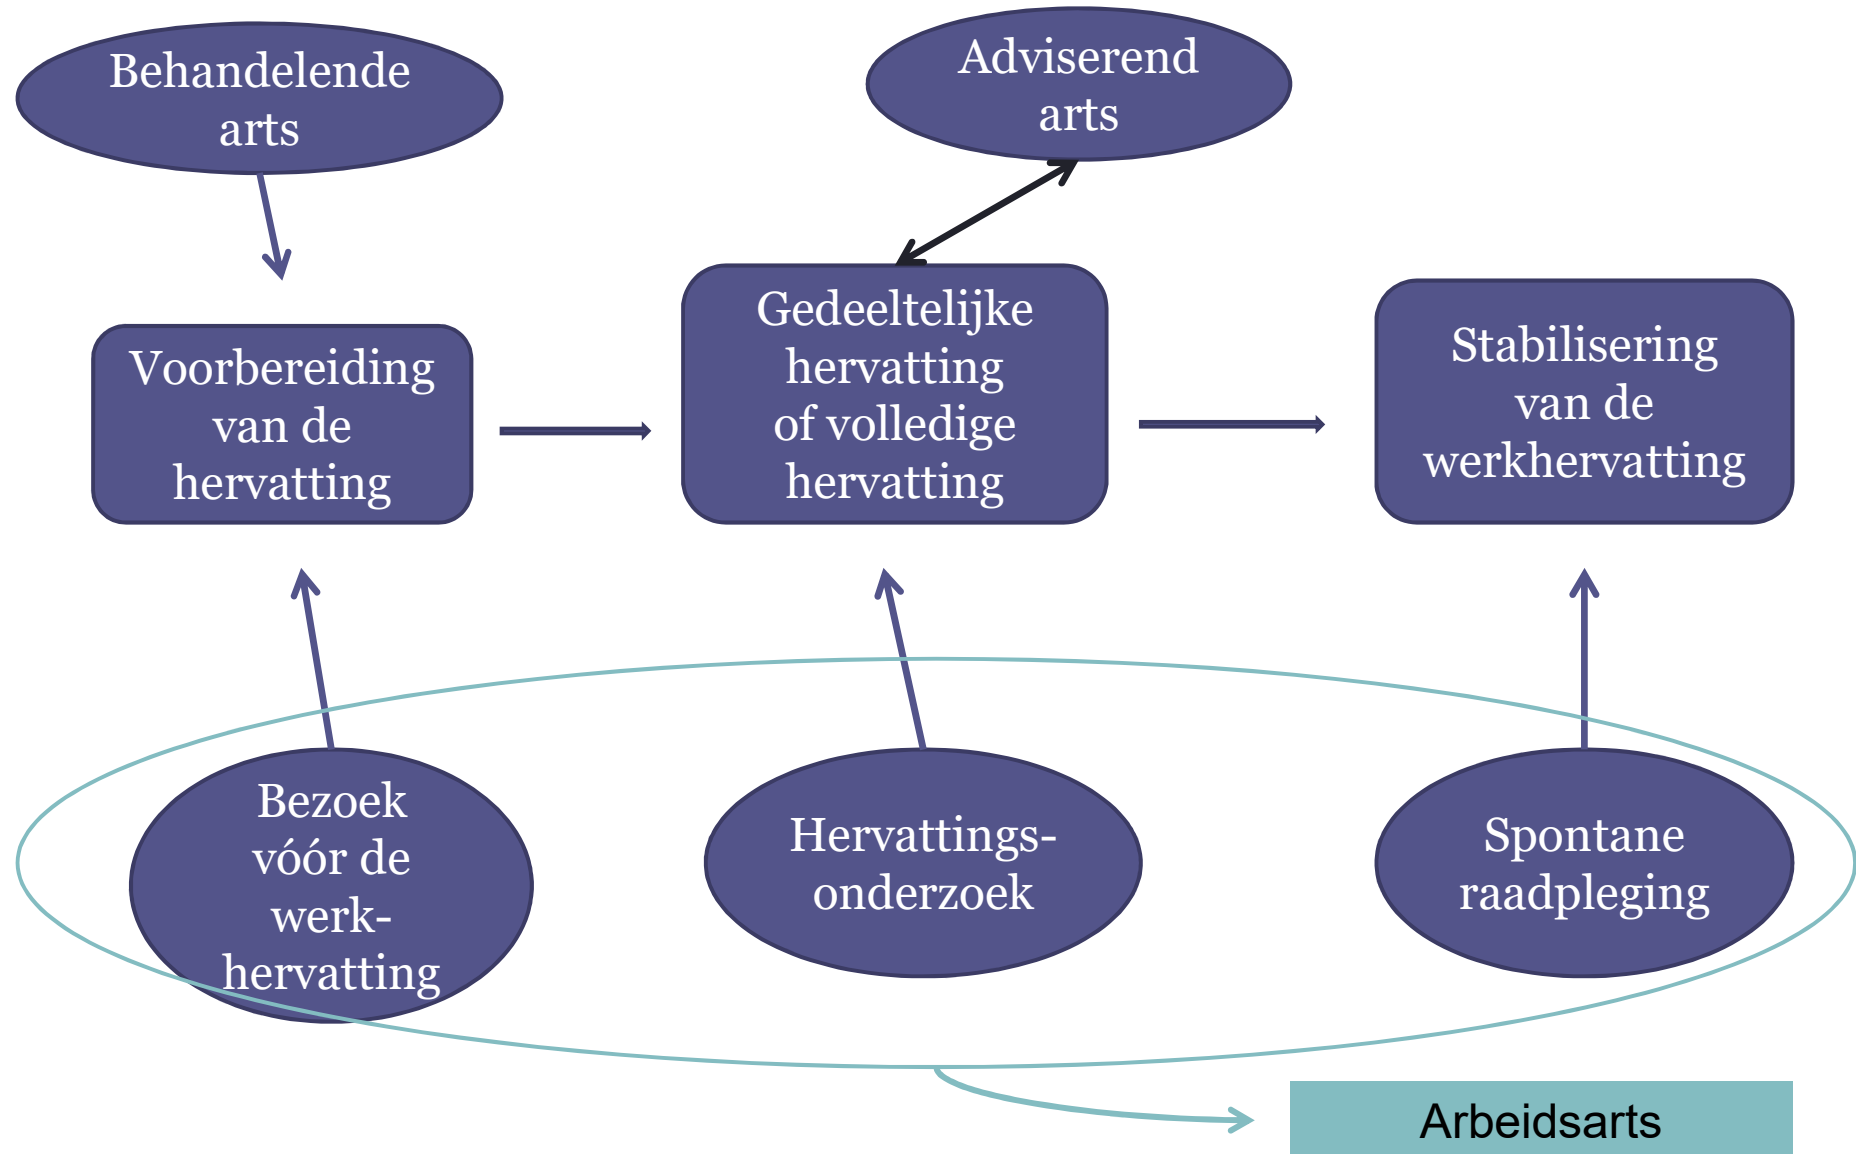 Behandelende
arts
Adviserend
arts
Voorbereiding
van de
hervatting
Gedeeltelijke
hervatting
of volledige
hervatting
Stabilisering
van de
werkhervatting
Bezoek
vóór de
werk-
hervatting
Hervattings-
onderzoek
Spontane
raadpleging
Arbeidsarts